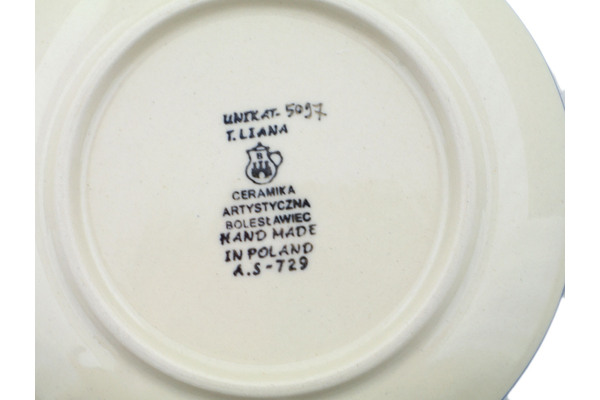 UNIKAT-5097
T. LIANA
B
CERAMIKA
ARTYSTYCZNA
BOLESŁAWIEC
HAND MADE
IN POLAND
A.S-729